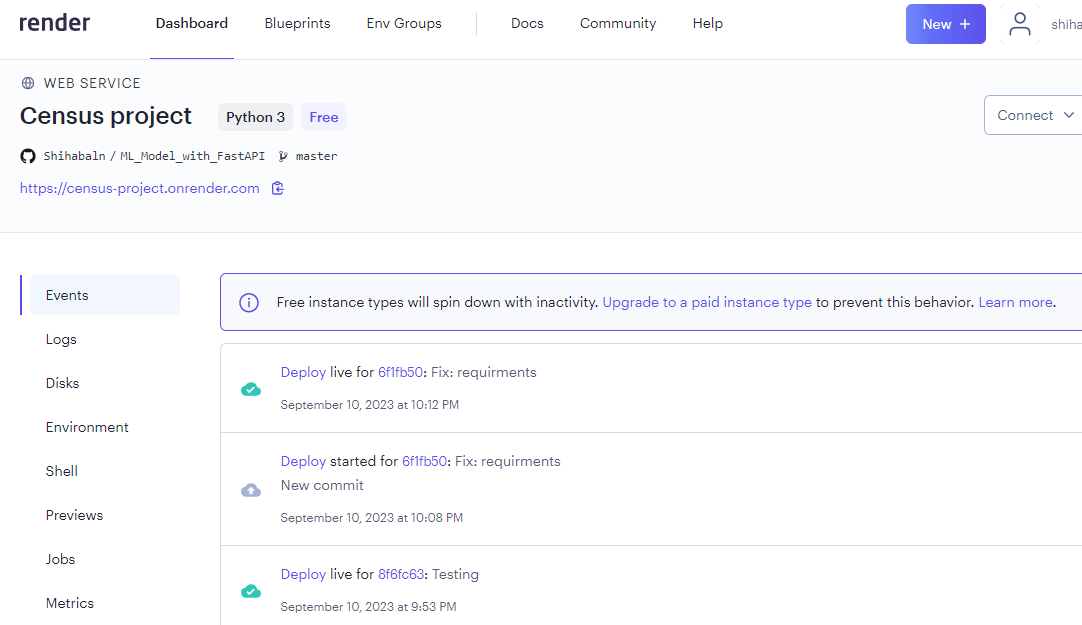 render Dashboard Blueprints Env Groups Docs Community Help New +
WEB SERVICE
Census project Python 3 Free
Connect
Shihabaln / ML_Model_with_FastAPI master
https://census-project.onrender.com
Events
Logs
Disks
Environment
Shell
Previews
Jobs
Metrics
Free instance types will spin down with inactivity. Upgrade to a paid instance type to prevent this behavior. Learn more.
Deploy live for 6f1fb50: Fix: requirments
September 10, 2023 at 10:12 PM
Deploy started for 6f1fb50: Fix: requirments
New commit
September 10, 2023 at 10:08 PM
Deploy live for 8f6fc63: Testing
September 10, 2023 at 9:53 PM